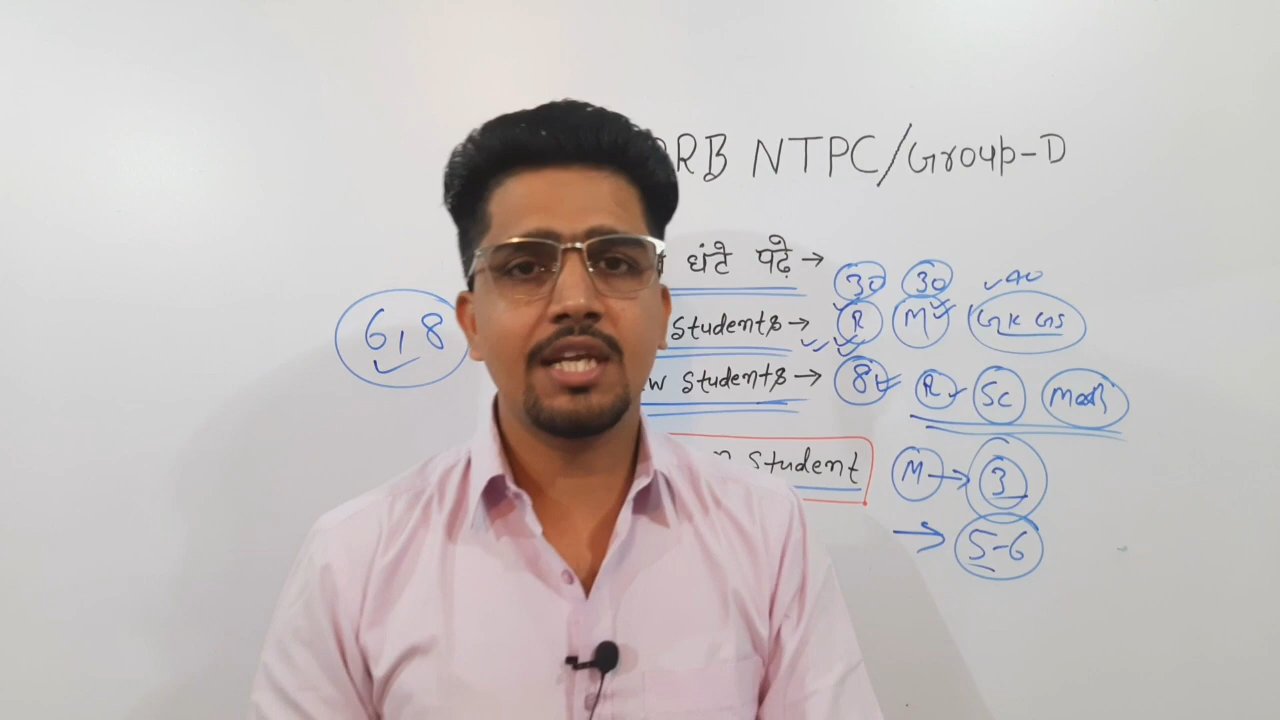 RRB NTPC/Group-D
घंटे पढ़े →
30 30 40
Students → R M GK GS
6, 8
Students → 8 R Sc Math
Student M → 3
→ 5-6